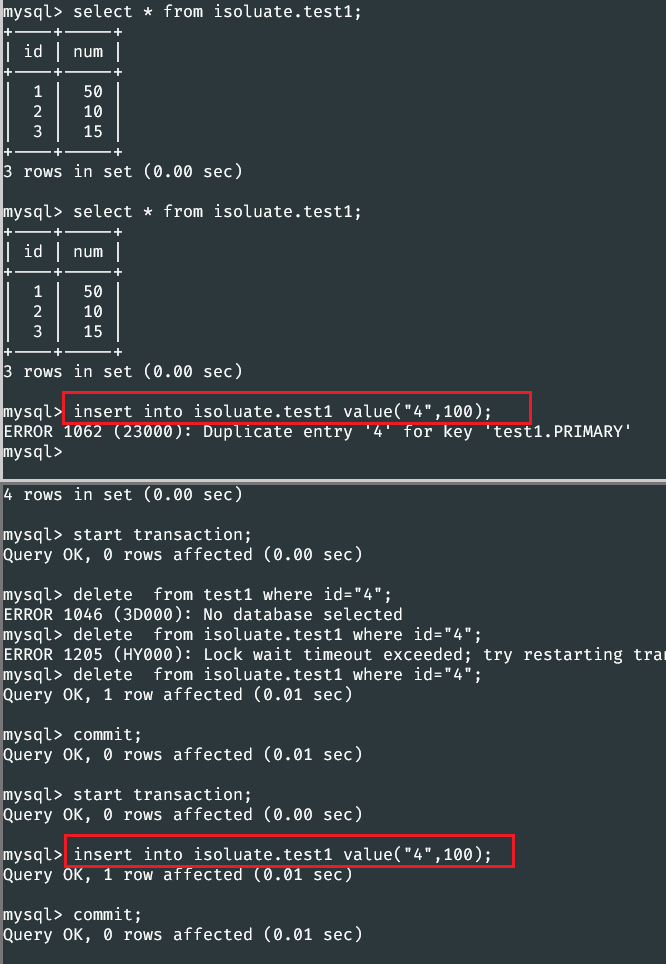 mysql> select * from isoluate.test1;
+----+-----+
| id | num |
+----+-----+
| 1 | 50 |
| 2 | 10 |
| 3 | 15 |
+----+-----+
3 rows in set (0.00 sec)
mysql> select * from isoluate.test1;
+----+-----+
| id | num |
+----+-----+
| 1 | 50 |
| 2 | 10 |
| 3 | 15 |
+----+-----+
3 rows in set (0.00 sec)
mysql> insert into isoluate.test1 value("4",100);
ERROR 1062 (23000): Duplicate entry '4' for key 'test1.PRIMARY'
mysql>
4 rows in set (0.00 sec)
mysql> start transaction;
Query OK, 0 rows affected (0.00 sec)
mysql> delete  from test1 where id="4";
ERROR 1046 (3D000): No database selected
mysql> delete  from isoluate.test1 where id="4";
ERROR 1205 (HY000): Lock wait timeout exceeded; try restarting tra
mysql> delete  from isoluate.test1 where id="4";
Query OK, 1 row affected (0.01 sec)
mysql> commit;
Query OK, 0 rows affected (0.01 sec)
mysql> start transaction;
Query OK, 0 rows affected (0.00 sec)
mysql> insert into isoluate.test1 value("4",100);
Query OK, 1 row affected (0.01 sec)
mysql> commit;
Query OK, 0 rows affected (0.01 sec)